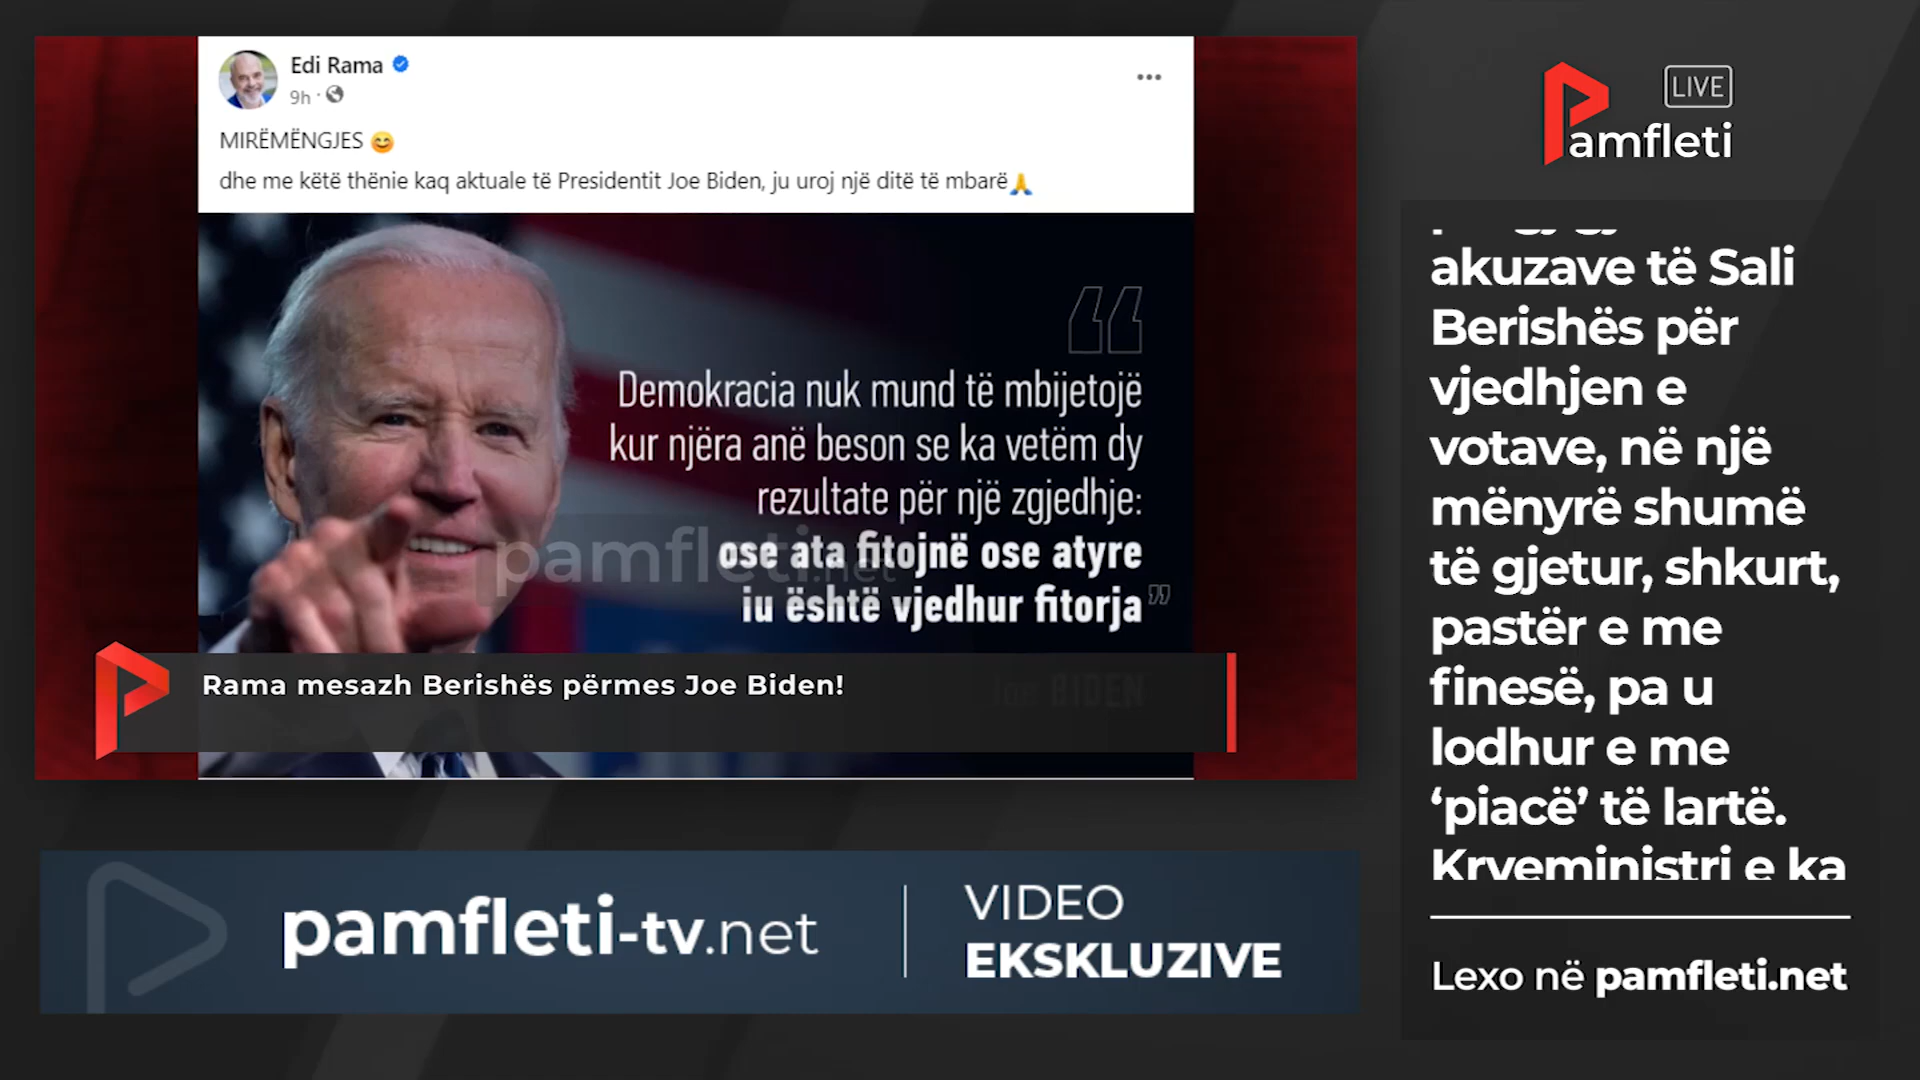 Edi Rama
9h ·
MIRËMËNGJES 😊
dhe me këtë thënie kaq aktuale të Presidentit Joe Biden, ju uroj një ditë të mbarë🙏
“
Demokracia nuk mund të mbijetojë
kur njëra anë beson se ka vetëm dy
rezultate për një zgjedhje:
ose ata fitojnë ose atyre
iu është vjedhur fitorja”
pamfleti.net
Joe BIDEN
Rama mesazh Berishës përmes Joe Biden!
pamfleti-tv.net
VIDEO
EKSKLUZIVE
LIVE
Pamfleti
akuzave të Sali
Berishës për
vjedhjen e
votave, në një
mënyrë shumë
të gjetur, shkurt,
pastër e me
finesë, pa u
lodhur e me
‘piacë’ të lartë.
Kryeministri e ka
Lexo në pamfleti.net